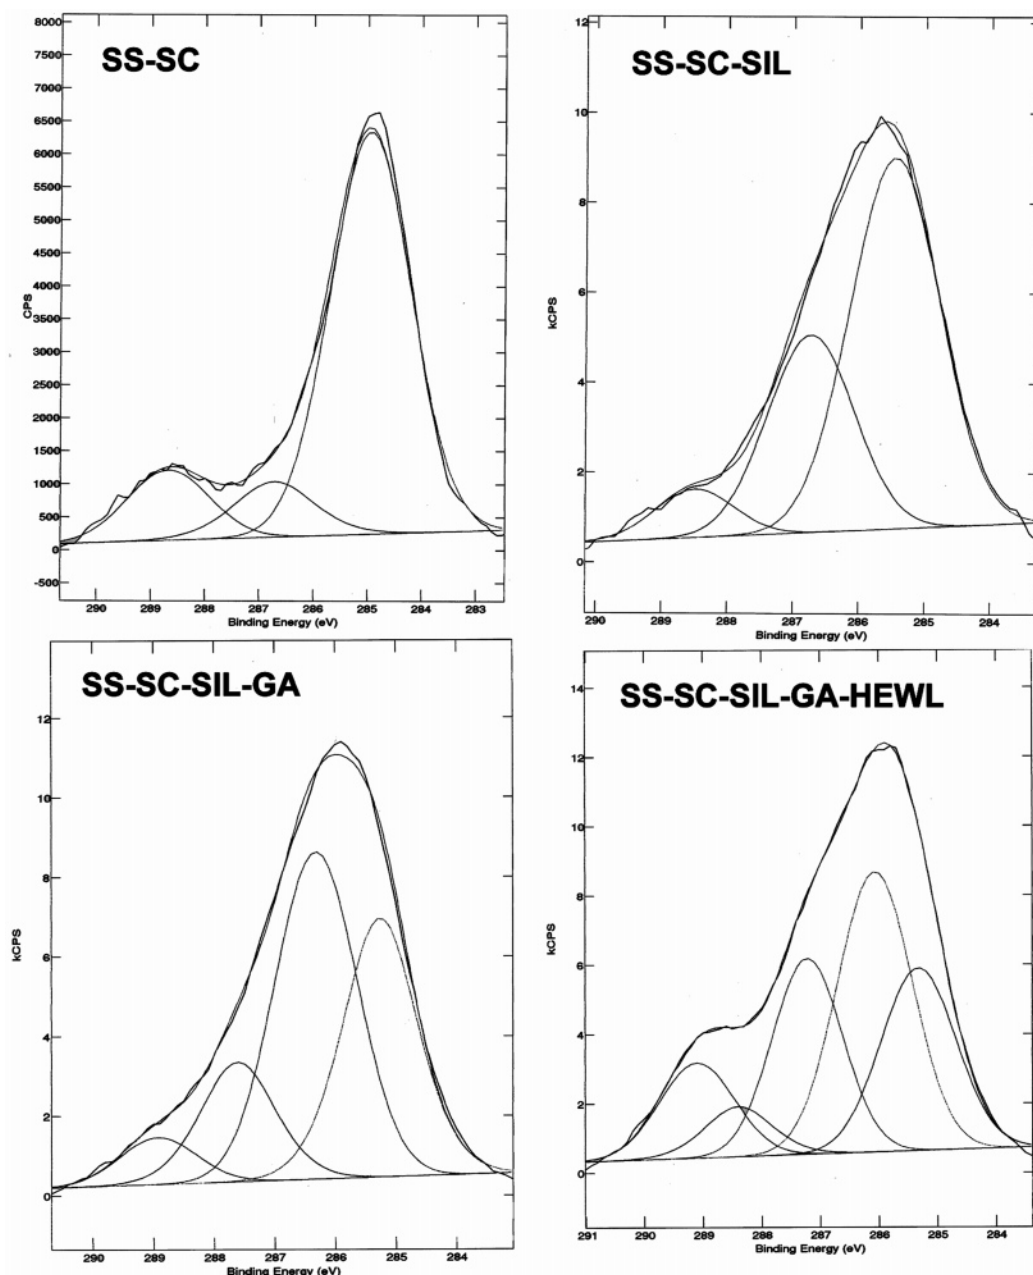 SS-SC
8000
7500
7000
6500
6000
5500
5000
4500
4000
3500
3000
2500
2000
1500
1000
500
0
-500
CPS
290 289 288 287 286 285 284 283
Binding Energy (eV)
SS-SC-SIL
12
10
8
6
4
2
0
kCPS
290 289 288 287 286 285 284
Binding Energy (eV)
SS-SC-SIL-GA
12
10
8
6
4
2
0
kCPS
290 289 288 287 286 285 284
Binding Energy (eV)
SS-SC-SIL-GA-HEWL
14
12
10
8
6
4
2
0
kCPS
291 290 289 288 287 286 285 284
Binding Energy (eV)